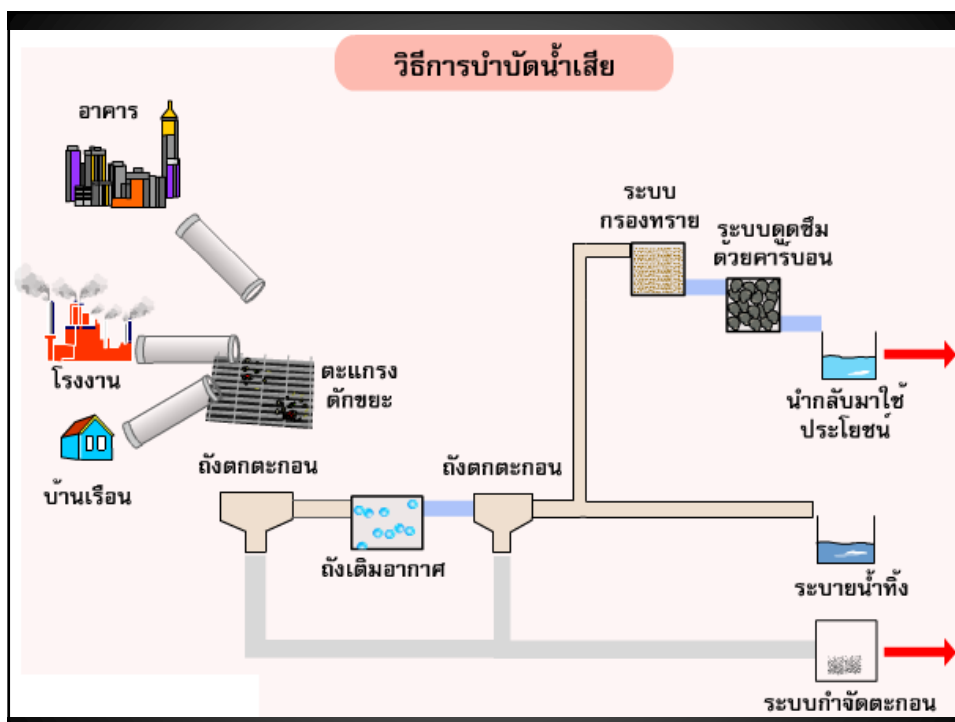 วิธีการบำบัดน้ำเสีย
อาคาร
ระบบ
กรองทราย
ระบบดูดซึม
ด้วยคาร์บอน
โรงงาน
ตะแกรง
ดักขยะ
นำกลับมาใช้
ประโยชน์
บ้านเรือน
ถังตกตะกอน
ถังตกตะกอน
ถังเติมอากาศ
ระบายน้ำทิ้ง
ระบบกำจัดตะกอน